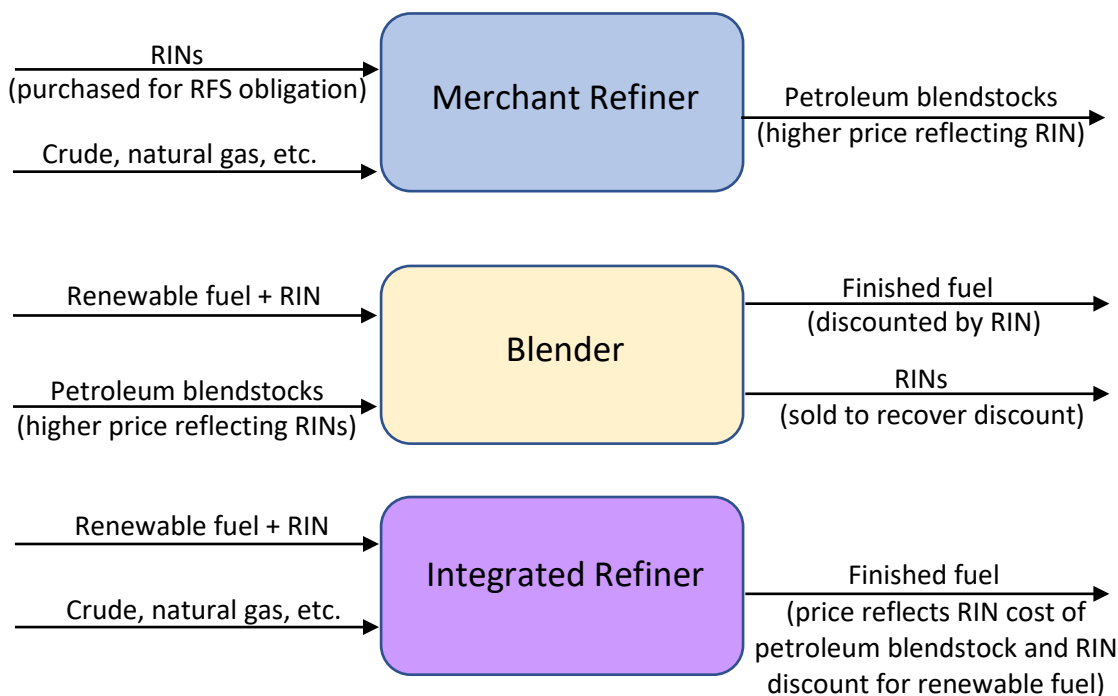 RINs
(purchased for RFS obligation)
Crude, natural gas, etc.
Merchant Refiner
Petroleum blendstocks
(higher price reflecting RIN)
Renewable fuel + RIN
Petroleum blendstocks
(higher price reflecting RINs)
Blender
Finished fuel
(discounted by RIN)
RINs
(sold to recover discount)
Renewable fuel + RIN
Crude, natural gas, etc.
Integrated Refiner
Finished fuel
(price reflects RIN cost of
petroleum blendstock and RIN
discount for renewable fuel)